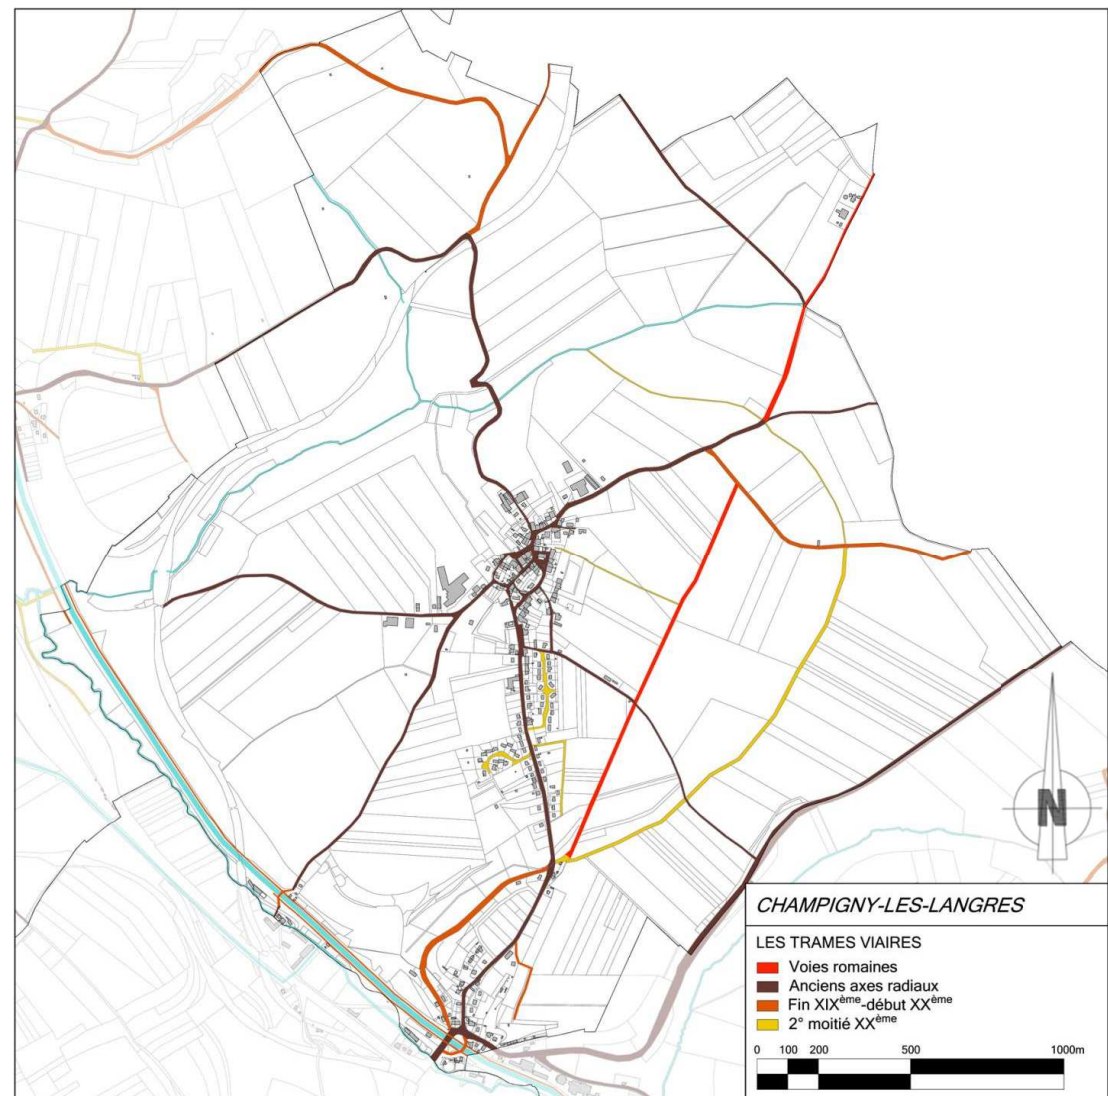 N
CHAMPIGNY-LES-LANGRES
LES TRAMES VIAIRES
Voies romaines
Anciens axes radiaux
Fin XIXème-début XXème
2° moitié XXème
0 100 200 500 1000m